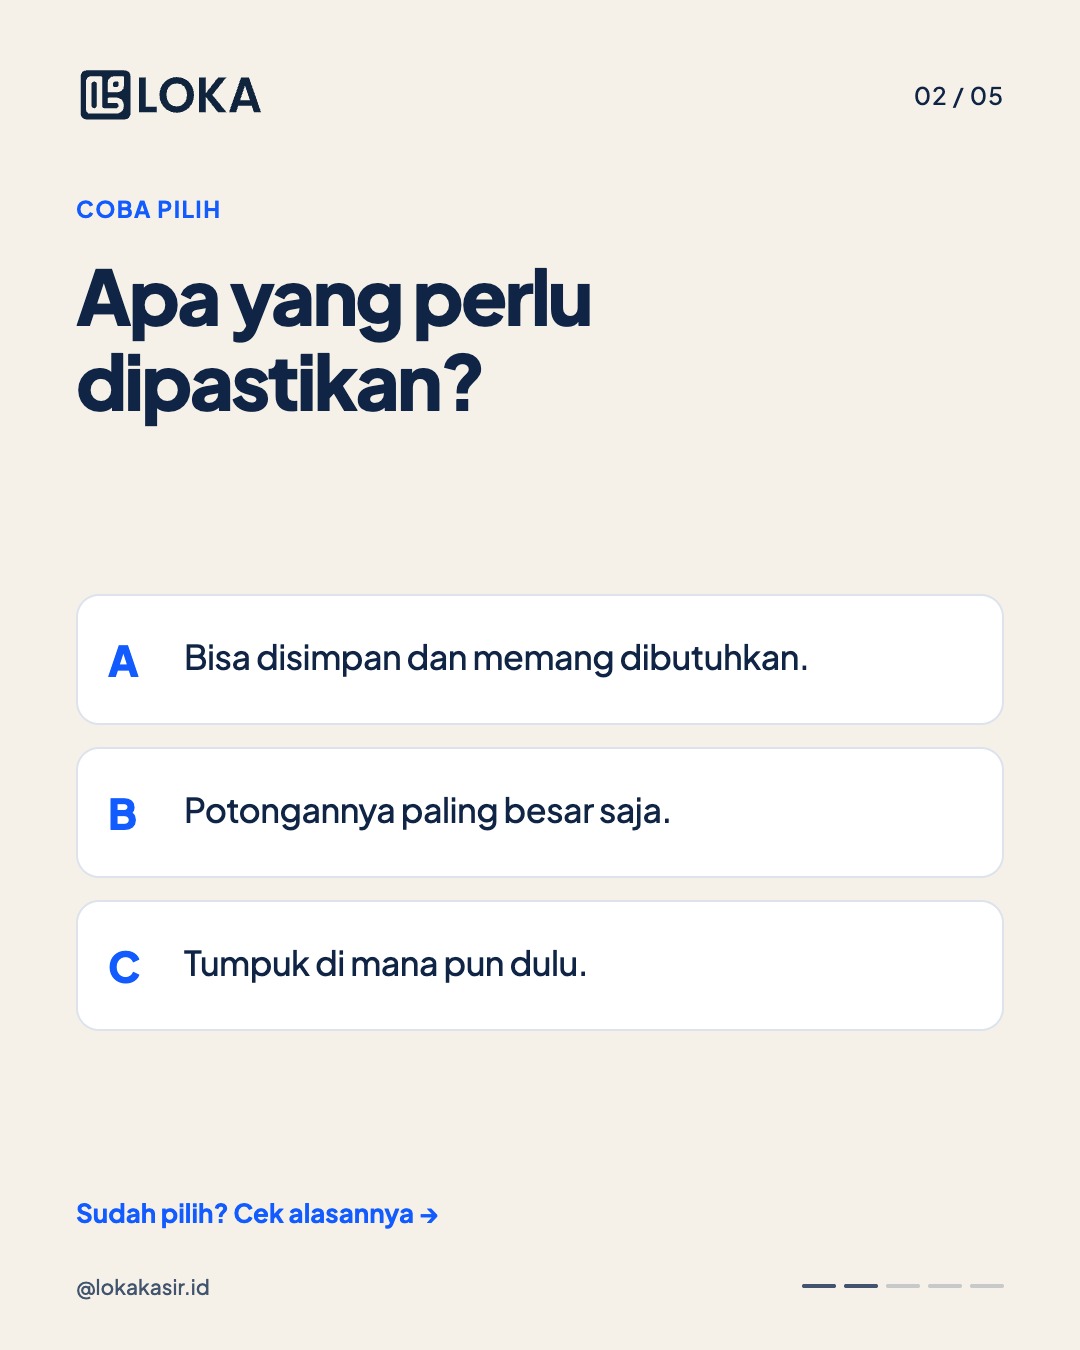 LOKA
02 / 05
COBA PILIH
Apa yang perlu
dipastikan?
A Bisa disimpan dan memang dibutuhkan.
B Potongannya paling besar saja.
C Tumpuk di mana pun dulu.
Sudah pilih? Cek alasannya →
@lokakasir.id